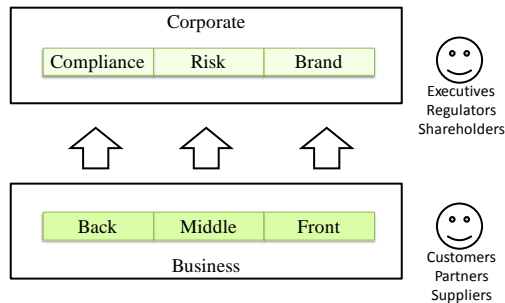 Corporate
Compliance Risk Brand
Executives
Regulators
Shareholders
Back Middle Front
Business
Customers
Partners
Suppliers